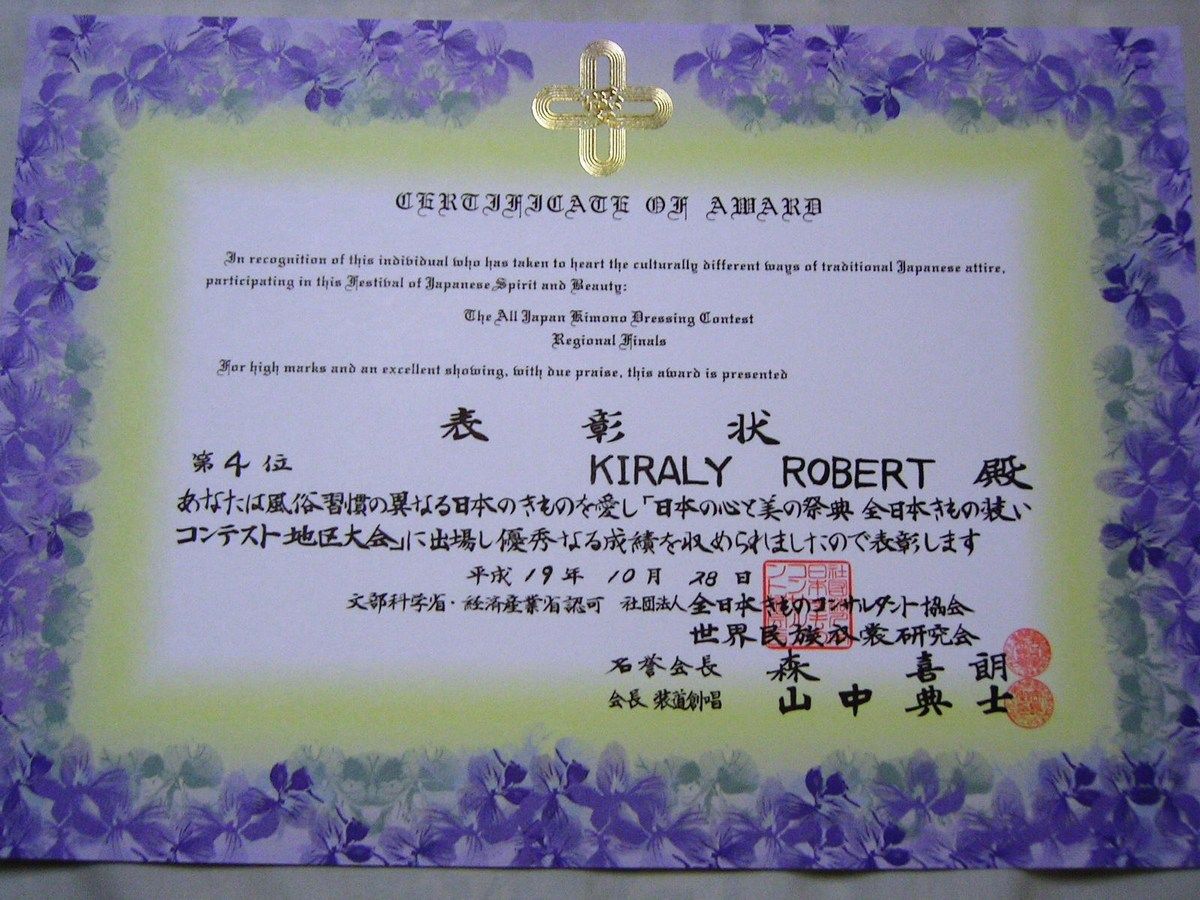 CERTIFICATE OF AWARD
In recognition of this individual who has taken to heart the culturally different ways of traditional Japanese attire,
participating in this Festival of Japanese Spirit and Beauty:
The All Japan Kimono Dressing Contest
Regional Finals
For high marks and an excellent showing, with due praise, this award is presented
表彰状
第4位 KIRALY ROBERT 殿
あなたは風俗習慣の異なる日本のきものを愛し「日本の心と美の祭典 全日本きもの装い
コンテスト地区大会」に出場し優秀なる成績を収められましたので表彰します
平成19年10月28日
文部科学省・経済産業省認可 社団法人 全日本きものコンサルタント協会
世界民族衣裳研究会
名誉会長 森 喜朗
会長 装道創唱 山中典士